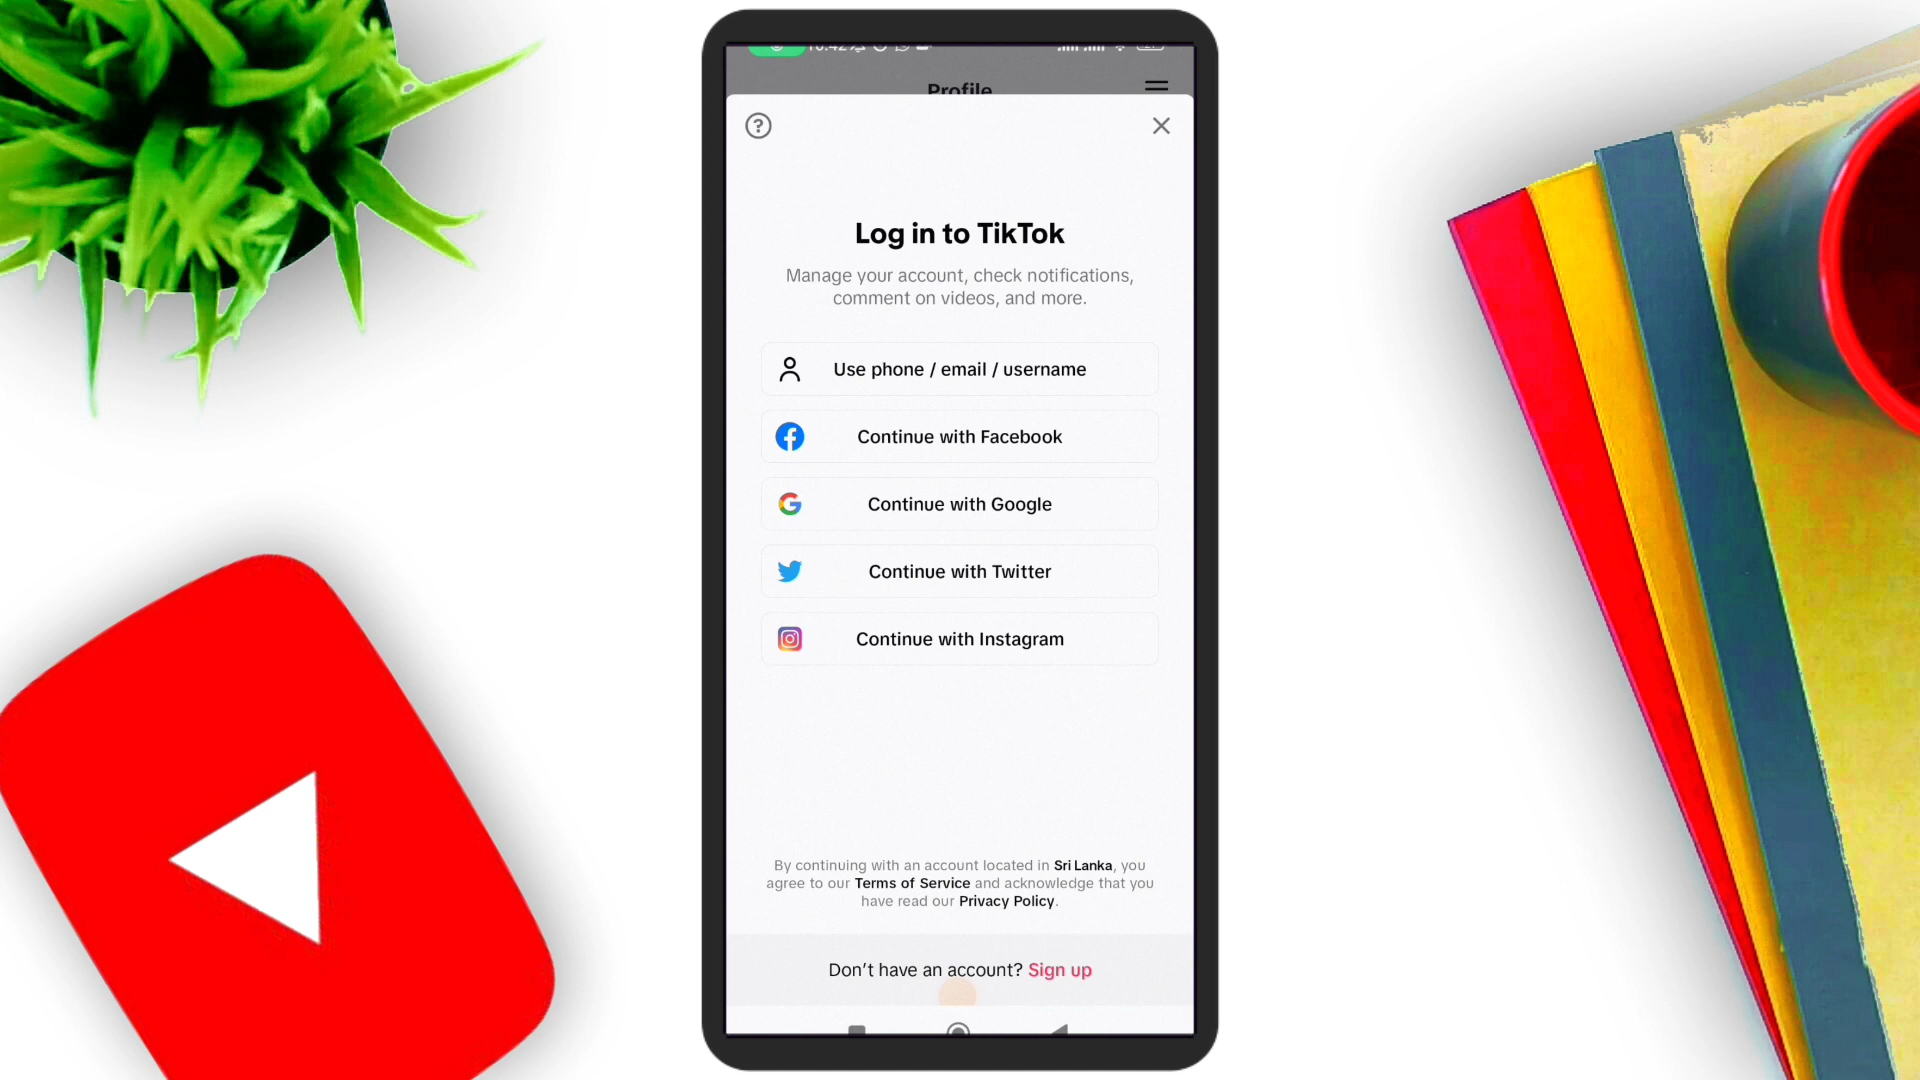 Profile
Log in to TikTok
Manage your account, check notifications,
comment on videos, and more.
Use phone / email / username
Continue with Facebook
Continue with Google
Continue with Twitter
Continue with Instagram
By continuing with an account located in Sri Lanka, you
agree to our Terms of Service and acknowledge that you
have read our Privacy Policy.
Don't have an account? Sign up